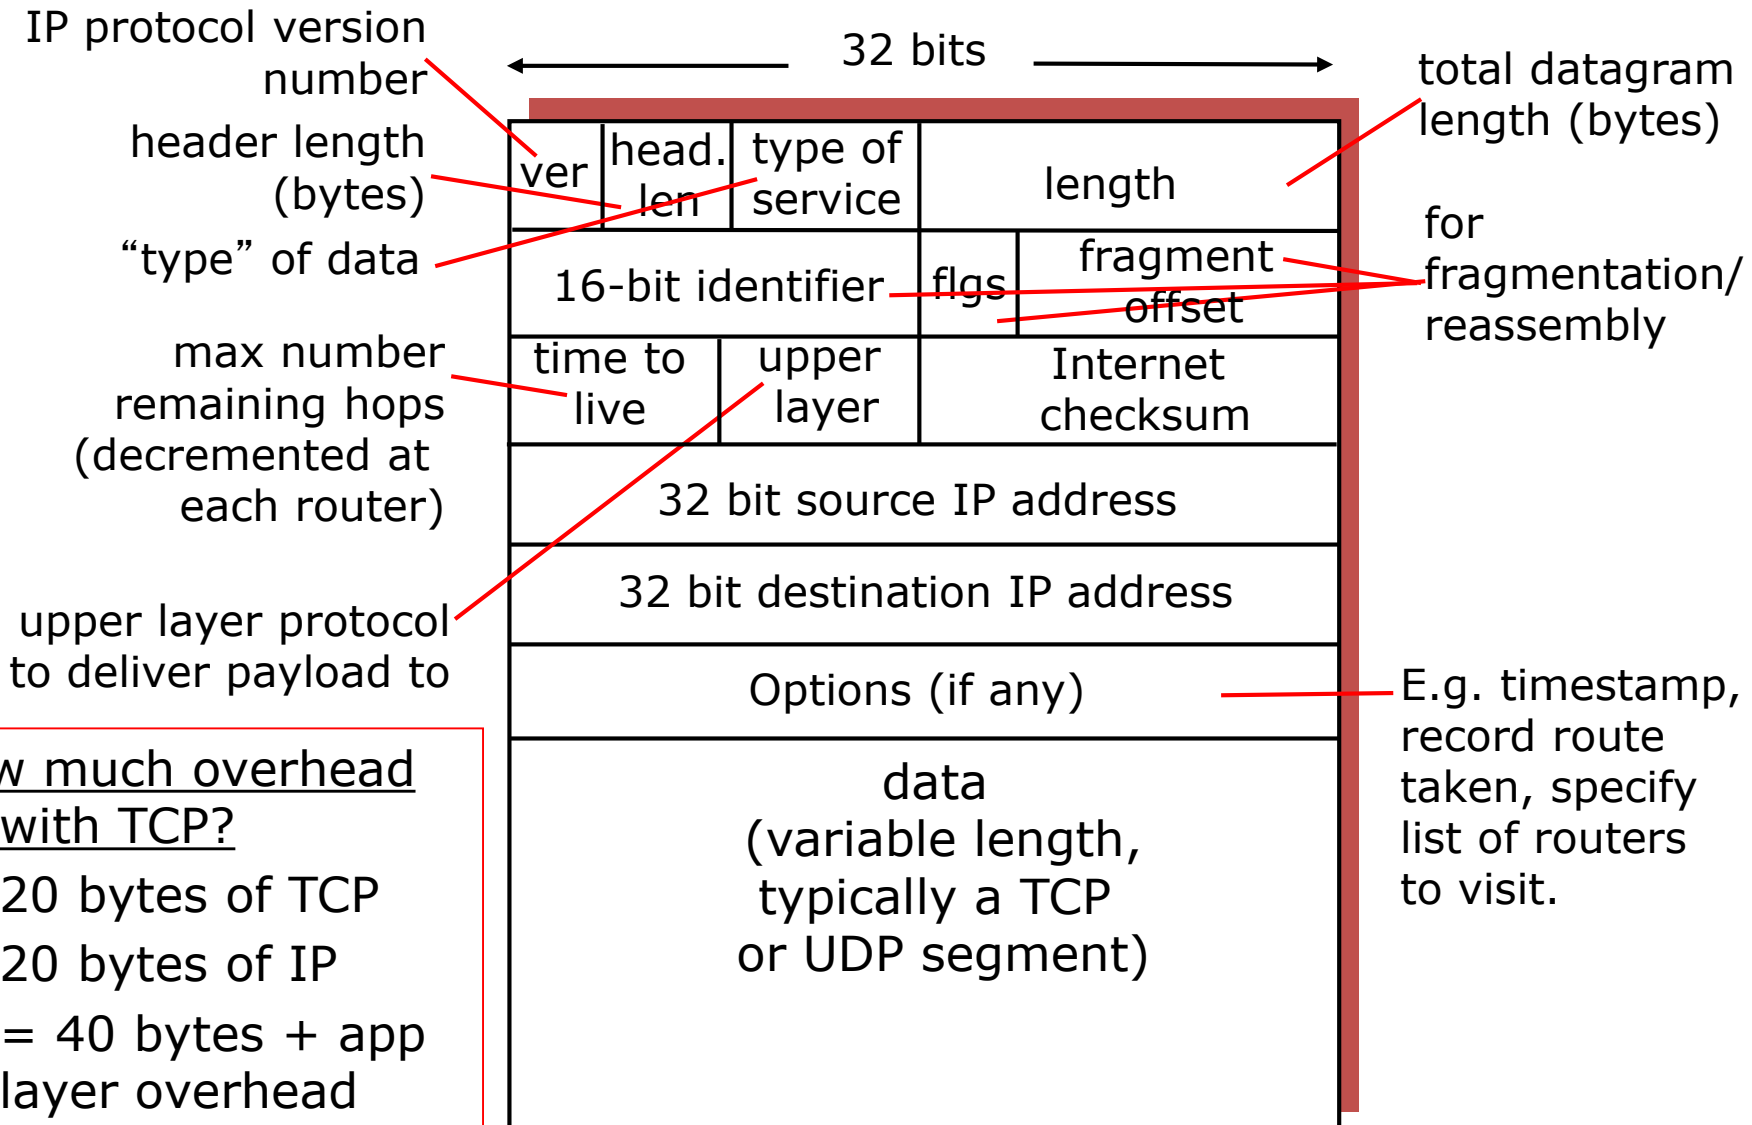 IP protocol version
number
32 bits
total datagram
length (bytes)
header length
(bytes)
ver
head.
len
type of
service
length
"type" of data
for
fragmentation/
reassembly
16-bit identifier
flgs
fragment
offset
max number
remaining hops
(decremented at
each router)
time to
live
upper
layer
Internet
checksum
32 bit source IP address
32 bit destination IP address
upper layer protocol
to deliver payload to
Options (if any)
E.g. timestamp,
record route
taken, specify
list of routers
to visit.
much overhead
with TCP?
20 bytes of TCP
20 bytes of IP
= 40 bytes + app
layer overhead
data
(variable length,
typically a TCP
or UDP segment)